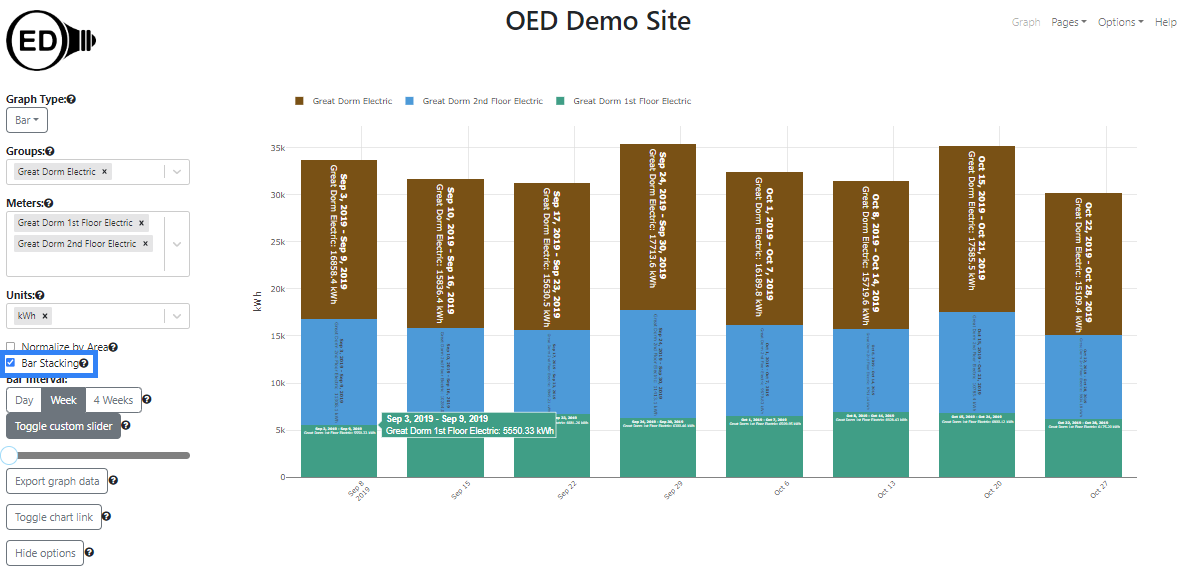 OED Demo Site
Graph Pages Options Help
ED
Graph Type:
Bar
Groups:
Great Dorm Electric ×
Meters:
Great Dorm 1st Floor Electric ×
Great Dorm 2nd Floor Electric ×
Units:
kWh ×
Normalize by Area
Bar Stacking
Bar Interval:
Day Week 4 Weeks
Toggle custom slider
Export graph data
Toggle chart link
Hide options
Great Dorm Electric Great Dorm 2nd Floor Electric Great Dorm 1st Floor Electric
kWh
35k
30k
25k
20k
15k
10k
5k
0
Sep 3, 2019 - Sep 9, 2019
Great Dorm Electric: 16858.4 kWh
Sep 10, 2019 - Sep 16, 2019
Great Dorm Electric: 15836.4 kWh
Sep 17, 2019 - Sep 23, 2019
Great Dorm Electric: 15630.5 kWh
Sep 24, 2019 - Sep 30, 2019
Great Dorm Electric: 17713.6 kWh
Oct 1, 2019 - Oct 7, 2019
Great Dorm Electric: 16189.8 kWh
Oct 8, 2019 - Oct 14, 2019
Great Dorm Electric: 15719.6 kWh
Oct 15, 2019 - Oct 21, 2019
Great Dorm Electric: 17585.5 kWh
Oct 22, 2019 - Oct 28, 2019
Great Dorm Electric: 15109.4 kWh
Sep 3, 2019 - Sep 9, 2019
Great Dorm 1st Floor Electric: 5550.33 kWh
Sep 8
2019
Sep 15
Sep 22
Sep 29
Oct 6
Oct 13
Oct 20
Oct 27